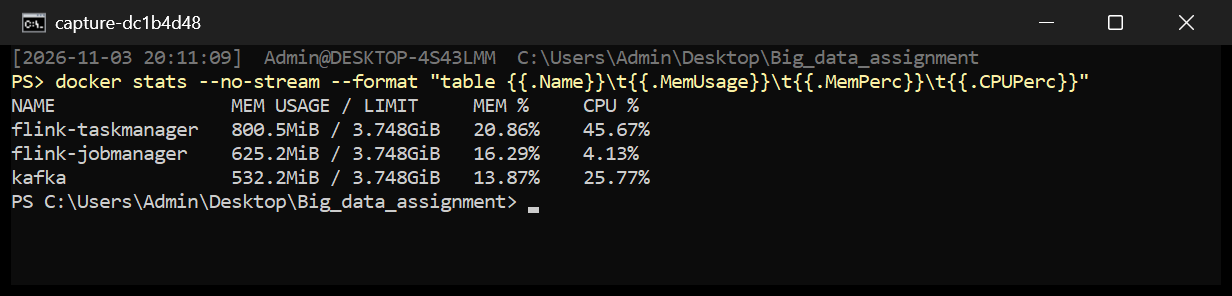 capture-dc1b4d48
[2026-11-03 20:11:09]  Admin@DESKTOP-4S43LMM  C:\Users\Admin\Desktop\Big_data_assignment
PS> docker stats --no-stream --format "table {{.Name}}\t{{.MemUsage}}\t{{.MemPerc}}\t{{.CPUPerc}}"
NAME                MEM USAGE / LIMIT     MEM %     CPU %
flink-taskmanager   800.5MiB / 3.748GiB   20.86%    45.67%
flink-jobmanager    625.2MiB / 3.748GiB   16.29%    4.13%
kafka               532.2MiB / 3.748GiB   13.87%    25.77%
PS C:\Users\Admin\Desktop\Big_data_assignment>